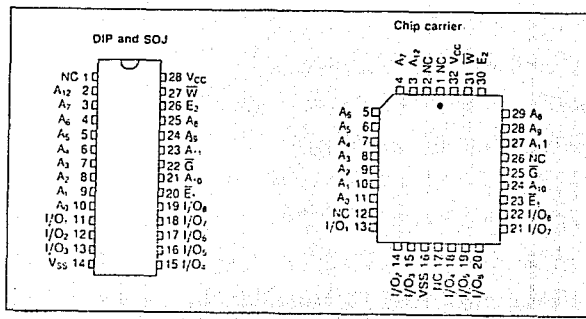 DIP and SOJ
NC 1 28 VCC
A12 2 27 W̅
A7 3 26 E2
A6 4 25 A8
A5 5 24 A9
A4 6 23 A11
A3 7 22 G̅
A2 8 21 A10
A1 9 20 E̅1
A0 10 19 I/O8
I/O1 11 18 I/O7
I/O2 12 17 I/O6
I/O3 13 16 I/O5
VSS 14 15 I/O4
Chip carrier
A7 A12 NC NC VCC W̅ E2
4 3 2 1 32 31 30
A6 5 29 A8
A5 6 28 A9
A4 7 27 A11
A3 8 26 NC
A2 9 25 G̅
A1 10 24 A10
A0 11 23 E̅1
NC 12 22 I/O8
I/O1 13 21 I/O7
14 15 16 17 18 19 20
I/O2 I/O3 VSS NC I/O4 I/O5 I/O6